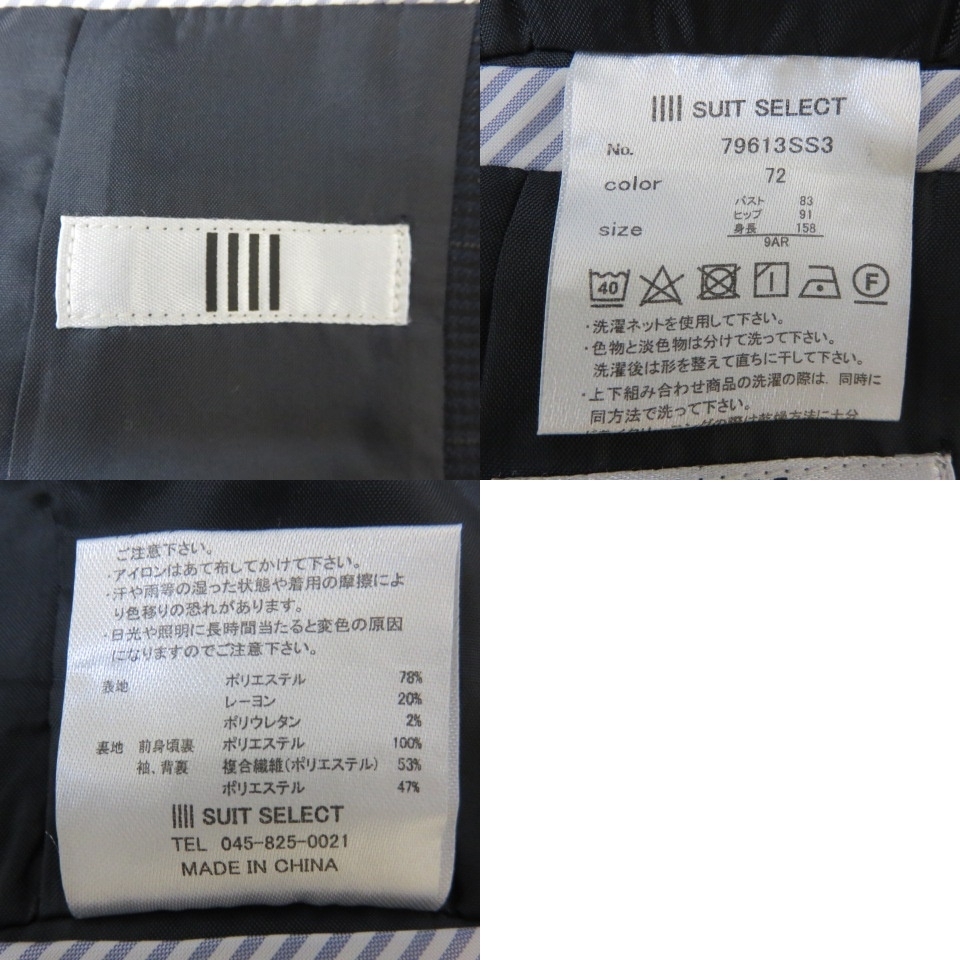 SUIT SELECT
No. 79613SS3
color 72
size バスト 83
ヒップ 91
身長 158
9AR
40 F
・洗濯ネットを使用して下さい。
・色物と淡色物は分けて洗って下さい。
洗濯後は形を整えて直ちに干して下さい。
・上下組み合わせ商品の洗濯の際は、同時に
同方法で洗って下さい。
ご注意下さい。
・アイロンはあて布してかけて下さい。
・汗や雨等の湿った状態や着用の摩擦によ
り色移りの恐れがあります。
・日光や照明に長時間当たると変色の原因
になりますのでご注意下さい。
表地 ポリエステル 78%
レーヨン 20%
ポリウレタン 2%
裏地 前身頃裏 ポリエステル 100%
袖、背裏 複合繊維(ポリエステル) 53%
ポリエステル 47%
SUIT SELECT
TEL 045-825-0021
MADE IN CHINA